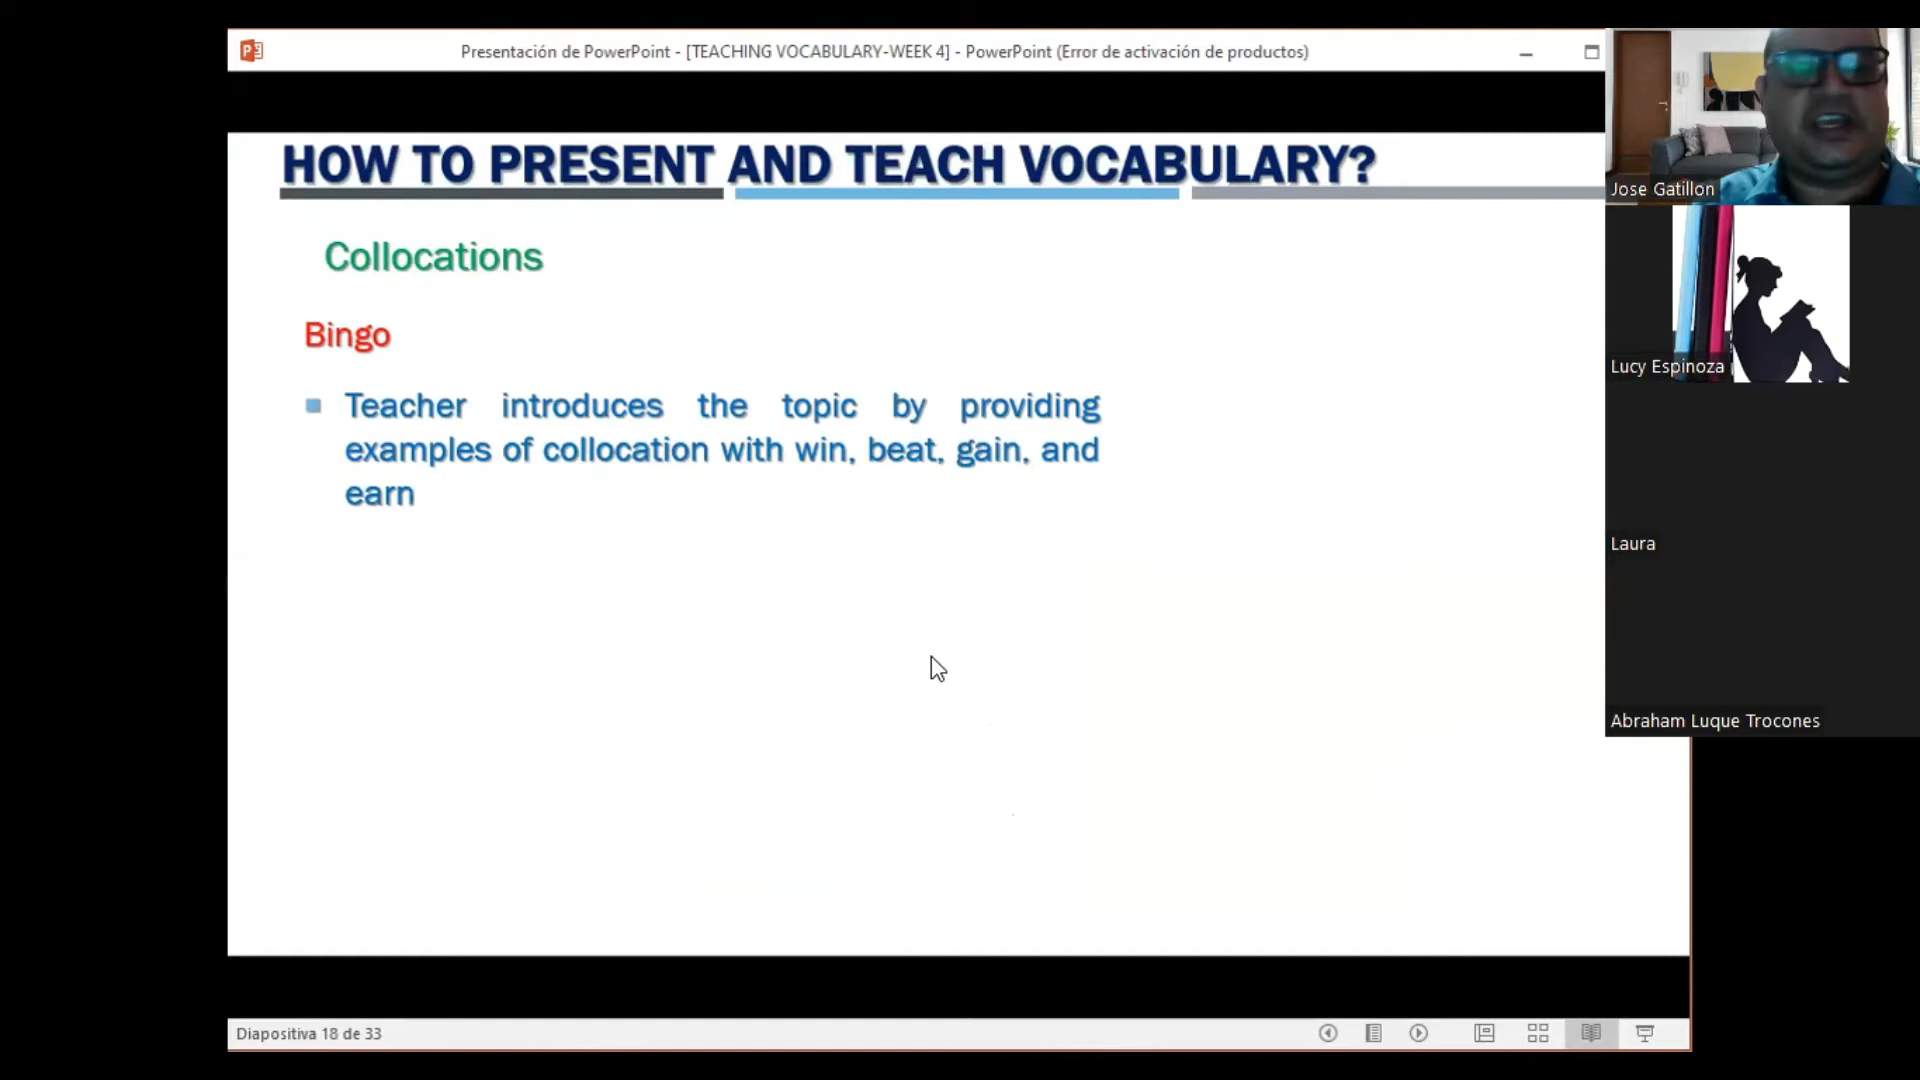 Presentación de PowerPoint - [TEACHING VOCABULARY-WEEK 4] - PowerPoint (Error de activación de productos)
HOW TO PRESENT AND TEACH VOCABULARY?
Collocations
Bingo
Teacher introduces the topic by providing
examples of collocation with win, beat, gain, and
earn
Jose Gatillon
Lucy Espinoza
Laura
Abraham Luque Trocones
Diapositiva 18 de 33